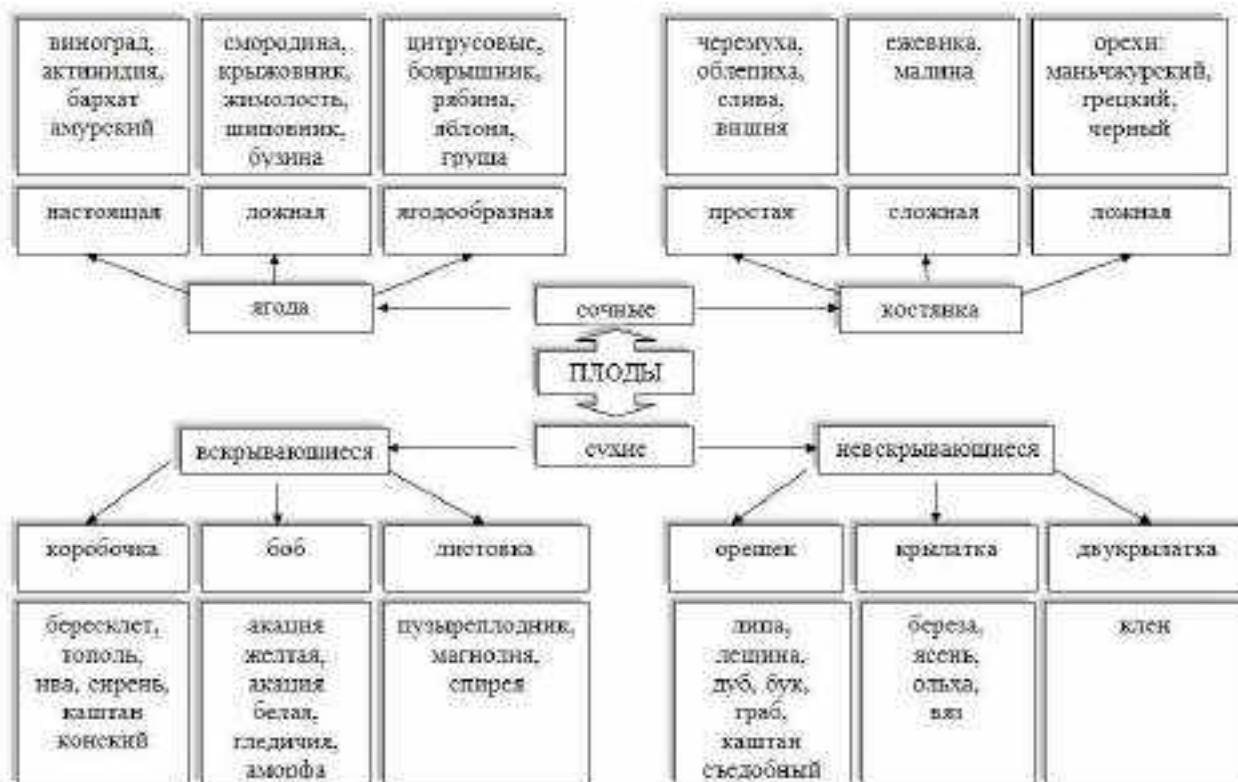 виноград,
актинидия,
бархат
амурский
смородина,
крыжовник,
жимолость,
шиповник,
бузина
цитрусовые,
боярышник,
рябина,
яблоня,
груша
черемуха,
облепиха,
слива,
вишня
ежевика,
малина
орехи:
маньчжурский,
грецкий,
черный
настоящая
ложная
ягодообразная
простая
сложная
ложная
ягода
сочные
костянка
ПЛОДЫ
вскрывающиеся
сухие
невскрывающиеся
коробочка
боб
листовка
орешек
крылатка
двукрылатка
бересклет,
тополь,
ива, сирень,
каштан
конский
акация
желтая,
акация
белая,
гледичия,
аморфа
пузыреплодник,
магнолия,
спирея
липа,
лещина,
дуб, бук,
граб,
каштан
съедобный
береза,
ясень,
ольха,
вяз
клен